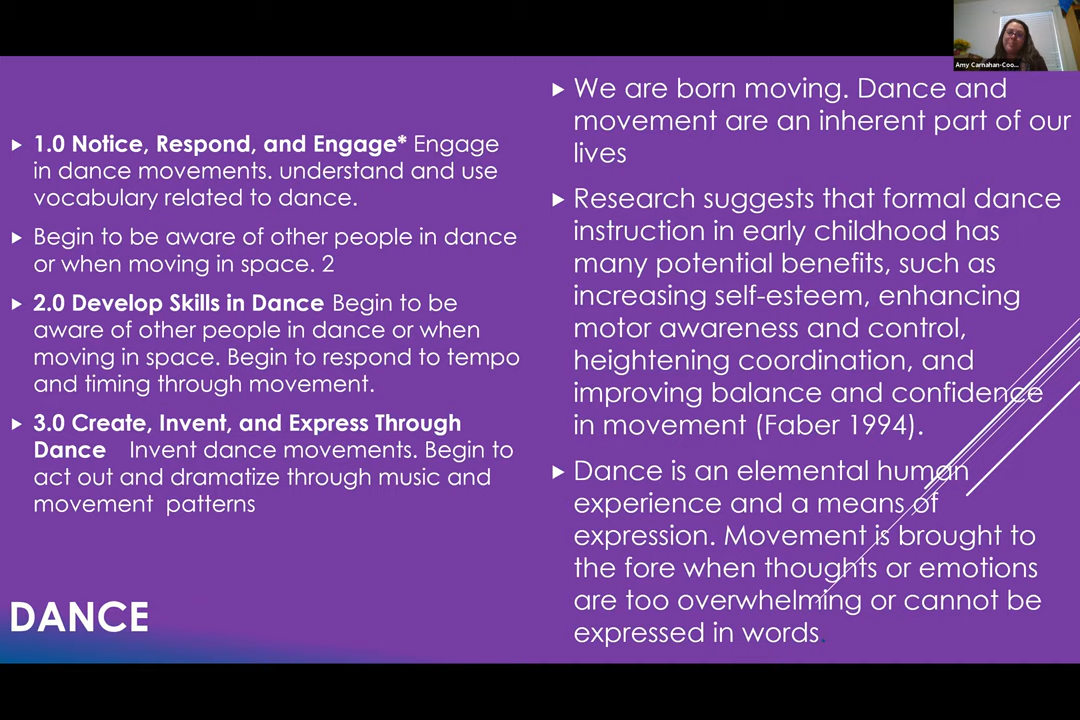 1.0 Notice, Respond, and Engage* Engage
in dance movements. understand and use
vocabulary related to dance.
Begin to be aware of other people in dance
or when moving in space. 2
2.0 Develop Skills in Dance Begin to be
aware of other people in dance or when
moving in space. Begin to respond to tempo
and timing through movement.
3.0 Create, Invent, and Express Through
Dance Invent dance movements. Begin to
act out and dramatize through music and
movement patterns
DANCE
We are born moving. Dance and
movement are an inherent part of our
lives
Research suggests that formal dance
instruction in early childhood has
many potential benefits, such as
increasing self-esteem, enhancing
motor awareness and control,
heightening coordination, and
improving balance and confidence
in movement (Faber 1994).
Dance is an elemental human
experience and a means of
expression. Movement is brought to
the fore when thoughts or emotions
are too overwhelming or cannot be
expressed in words.
Amy Carnahan-Coo...